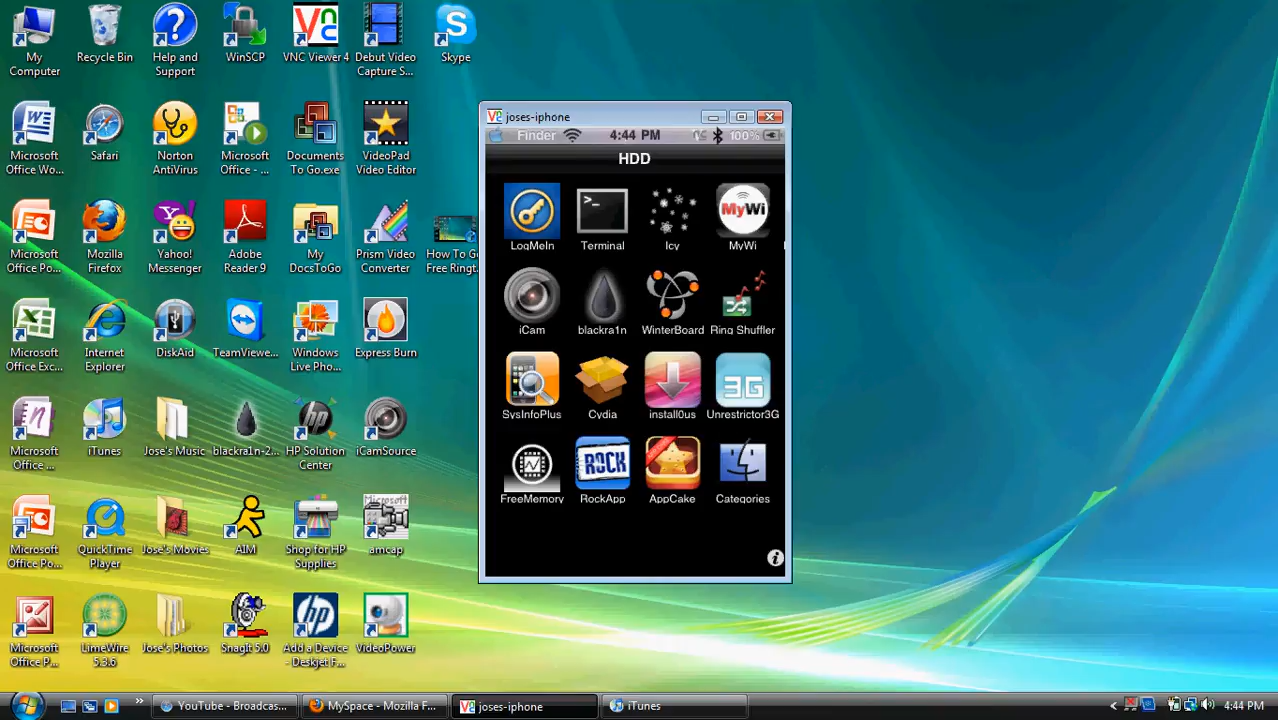 My Computer
Recycle Bin
Help and Support
WinSCP
VNC Viewer 4
Debut Video Capture S...
Skype
Microsoft Office Wo...
Safari
Norton AntiVirus
Microsoft Office - ...
Documents To Go.exe
VideoPad Video Editor
Microsoft Office Po...
Mozilla Firefox
Yahoo! Messenger
Adobe Reader 9
My DocsToGo
Prism Video Converter
How To Ge
Free Ringt
Microsoft Office Exc...
Internet Explorer
DiskAid
TeamViewe...
Windows Live Pho...
Express Burn
Microsoft Office ...
iTunes
Jose's Music
blackra1n-2...
HP Solution Center
iCamSource
Microsoft Office Po...
QuickTime Player
Jose's Movies
AIM
Shop for HP Supplies
Microsoft
amcap
Microsoft Office P...
LimeWire 5.3.6
Jose's Photos
SnagIt 5.0
Add a Device - Deskjet F...
VideoPower
joses-iphone
Finder 4:44 PM 100%
HDD
LogMeIn
>_
Terminal
Icy
MyWi
MyWi
iCam
blackra1n
WinterBoard
Ring Shuffler
SysInfoPlus
Cydia
install0us
3G
Unrestrictor3G
FreeMemory
ROCK
RockApp
AppCake
Categories
YouTube - Broadcas...
MySpace - Mozilla F...
joses-iphone
iTunes
4:44 PM